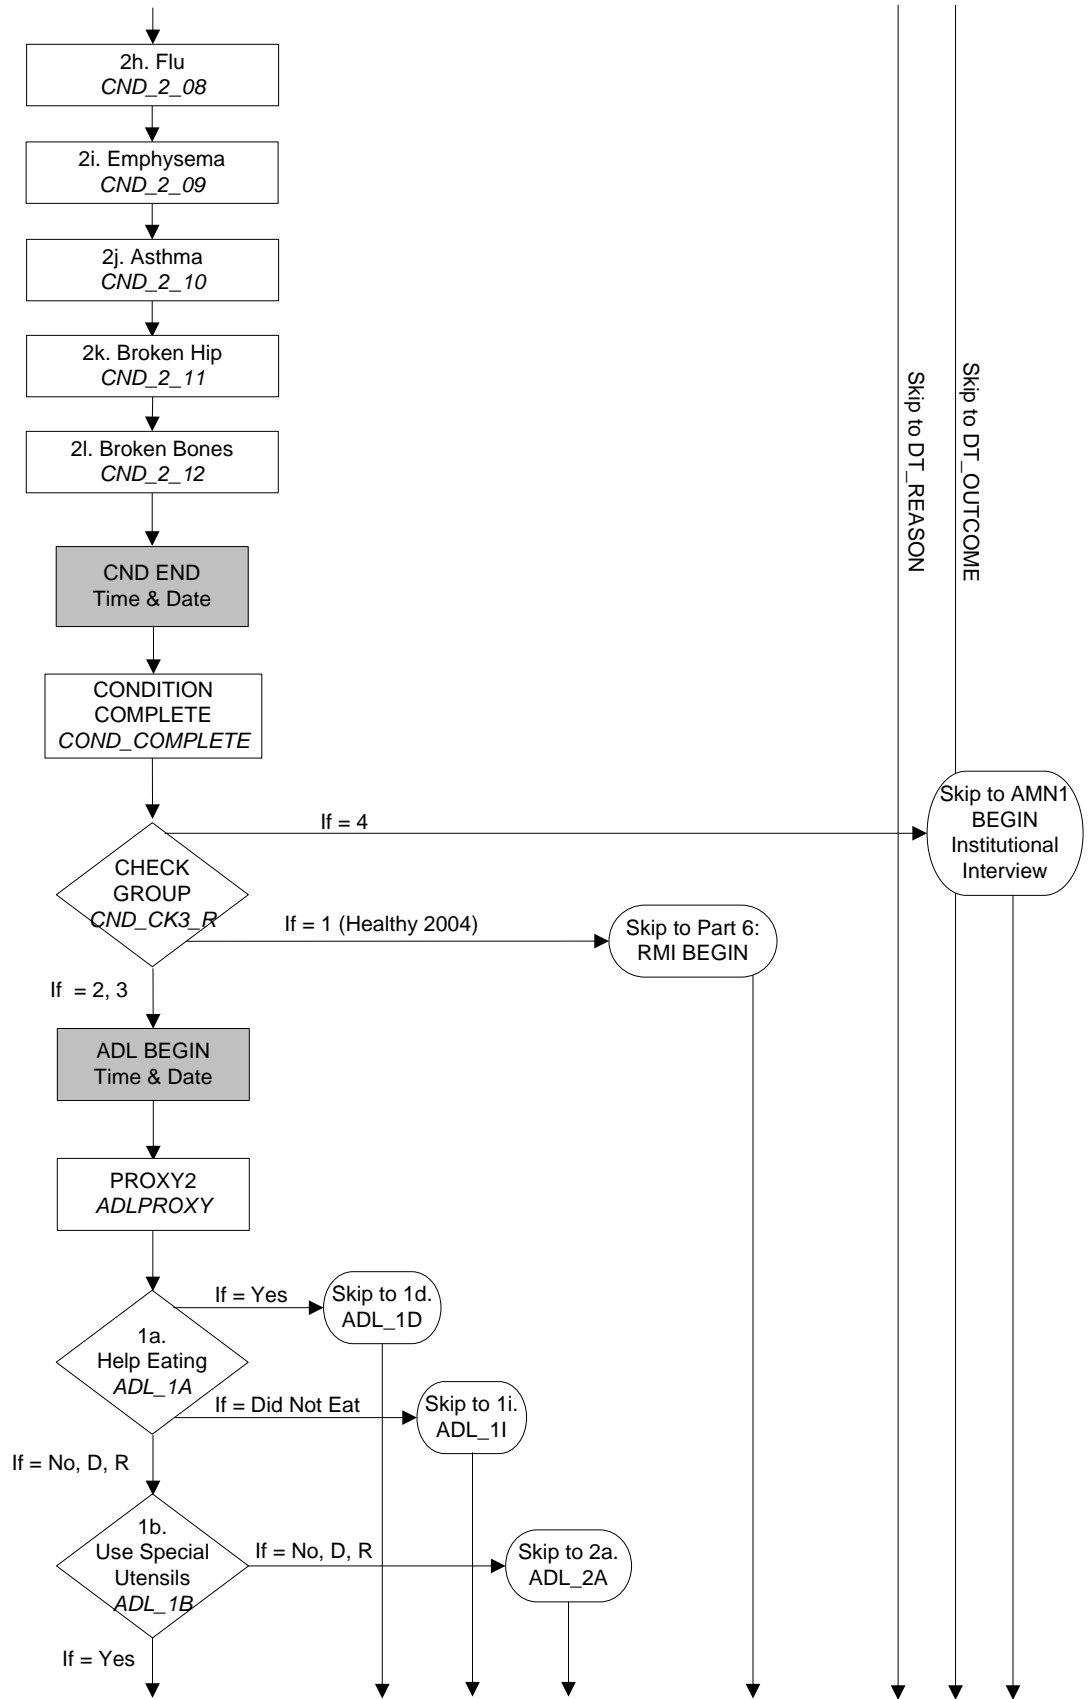 2h. Flu
CND_2_08
2i. Emphysema
CND_2_09
2j. Asthma
CND_2_10
2k. Broken Hip
CND_2_11
2l. Broken Bones
CND_2_12
Skip to DT_REASON
Skip to DT_OUTCOME
CND END
Time & Date
CONDITION
COMPLETE
COND_COMPLETE
If = 4
Skip to AMN1
BEGIN
Institutional
Interview
CHECK
GROUP
CND_CK3_R
If = 1 (Healthy 2004)
Skip to Part 6:
RMI BEGIN
If = 2, 3
ADL BEGIN
Time & Date
PROXY2
ADLPROXY
If = Yes
Skip to 1d.
ADL_1D
1a.
Help Eating
ADL_1A
If = Did Not Eat
Skip to 1i.
ADL_1I
If = No, D, R
1b.
Use Special
Utensils
ADL_1B
If = No, D, R
Skip to 2a.
ADL_2A
If = Yes